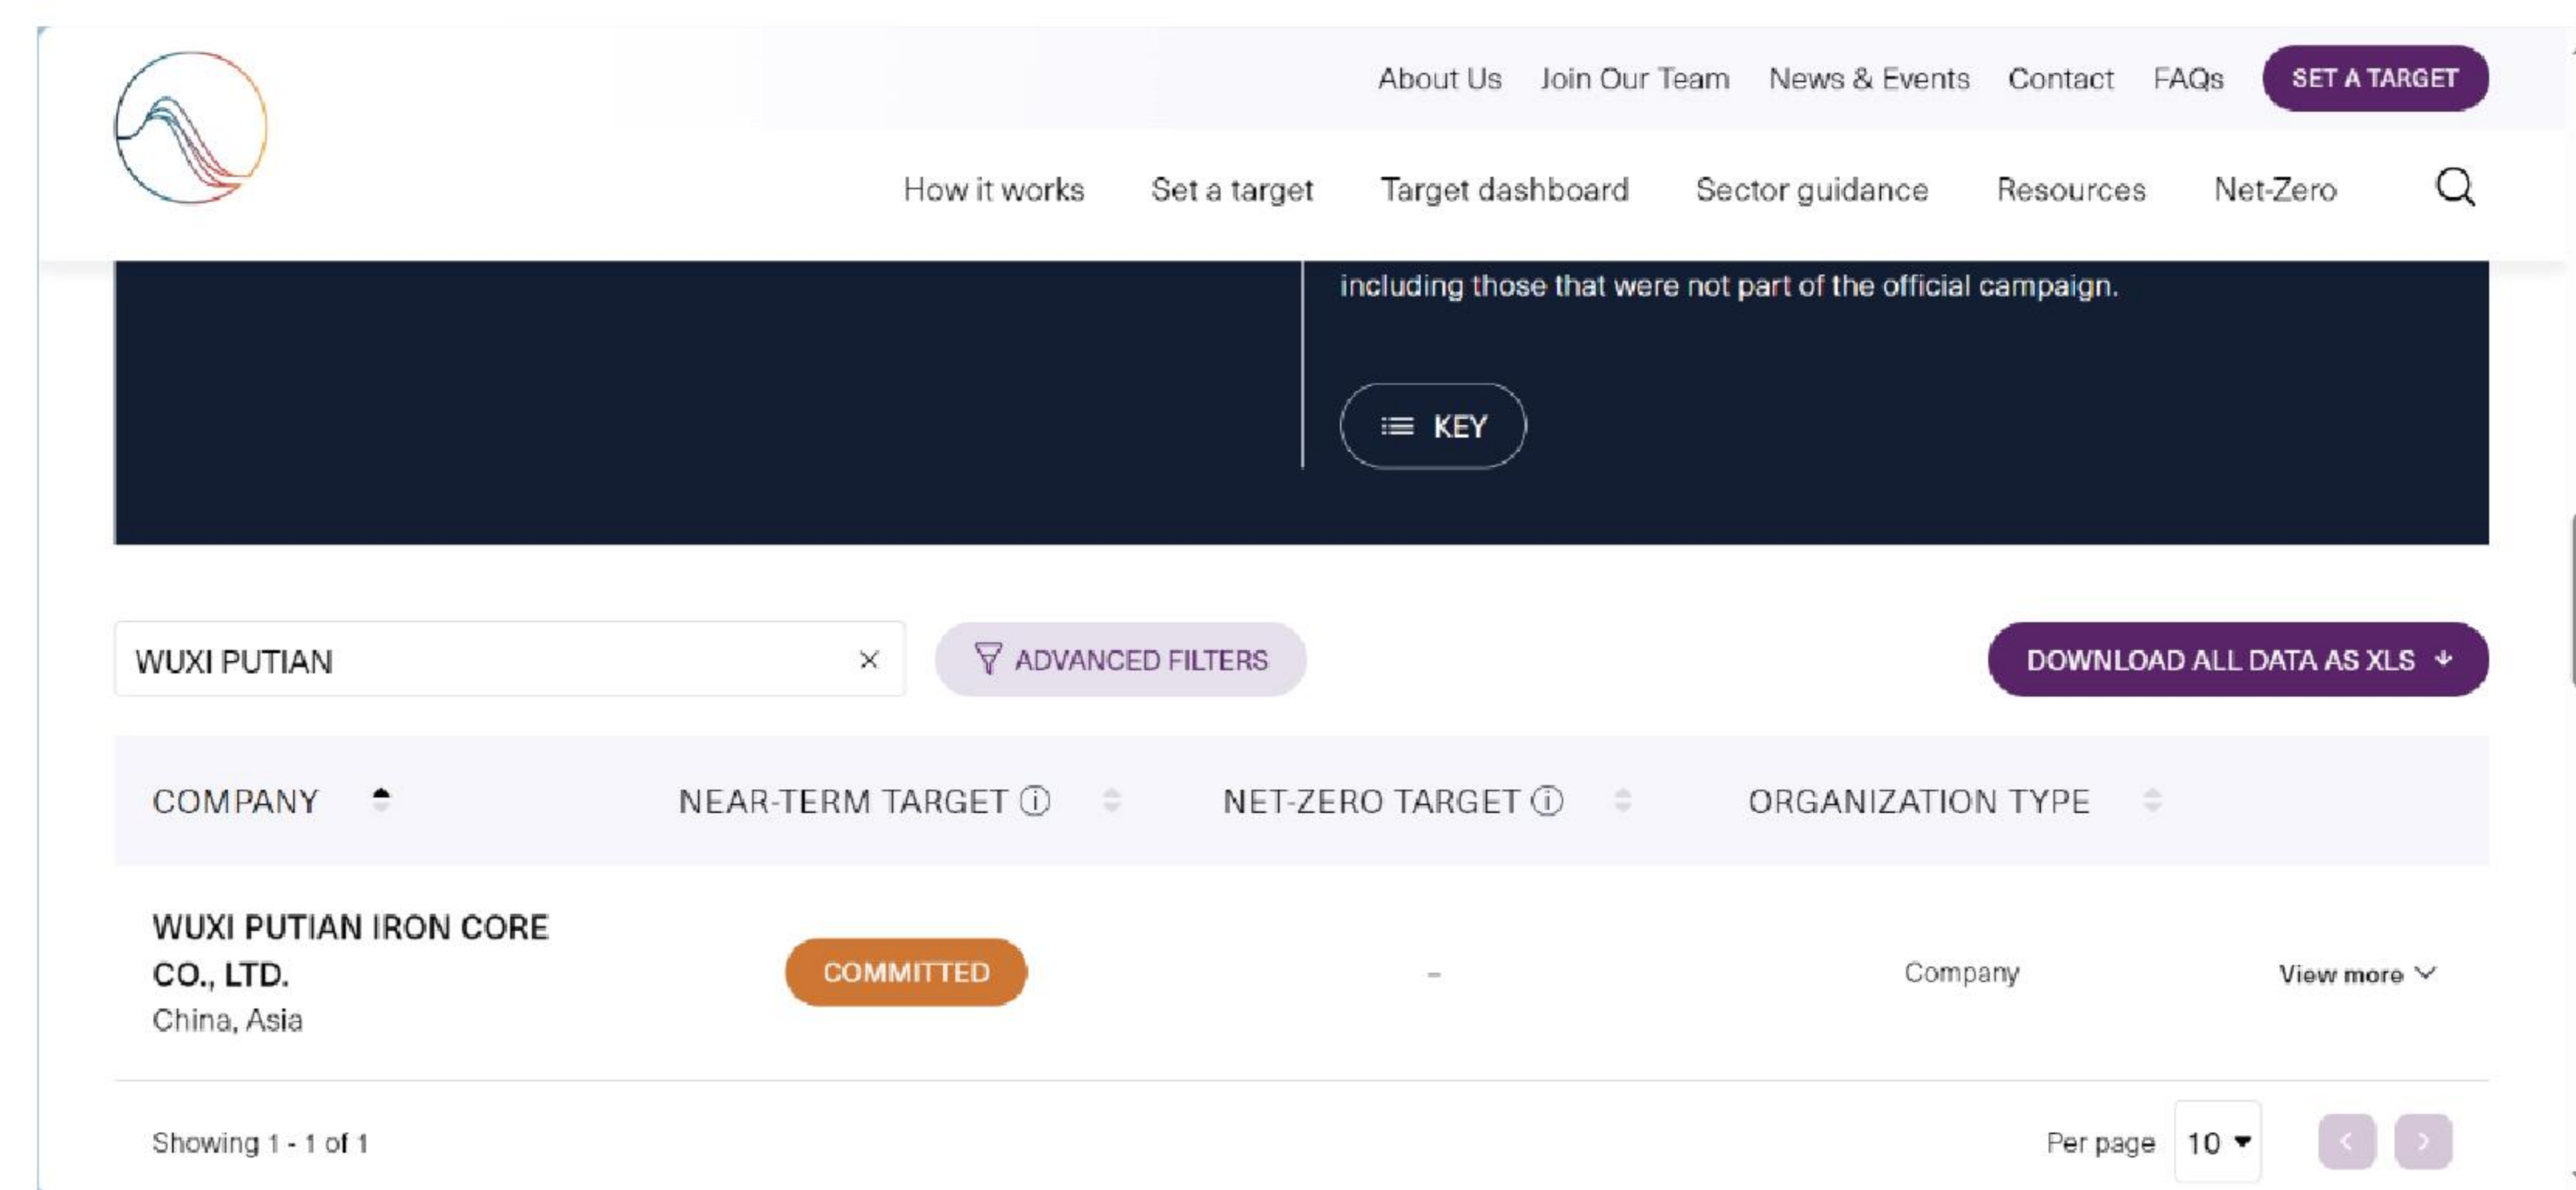 About Us Join Our Team News & Events Contact FAQs SET A TARGET
How it works Set a target Target dashboard Sector guidance Resources Net-Zero
including those that were not part of the official campaign.
KEY
WUXI PUTIAN × ADVANCED FILTERS DOWNLOAD ALL DATA AS XLS
COMPANY NEAR-TERM TARGET NET-ZERO TARGET ORGANIZATION TYPE
WUXI PUTIAN IRON CORE
CO., LTD.
China, Asia
COMMITTED - Company View more
Showing 1 - 1 of 1 Per page 10